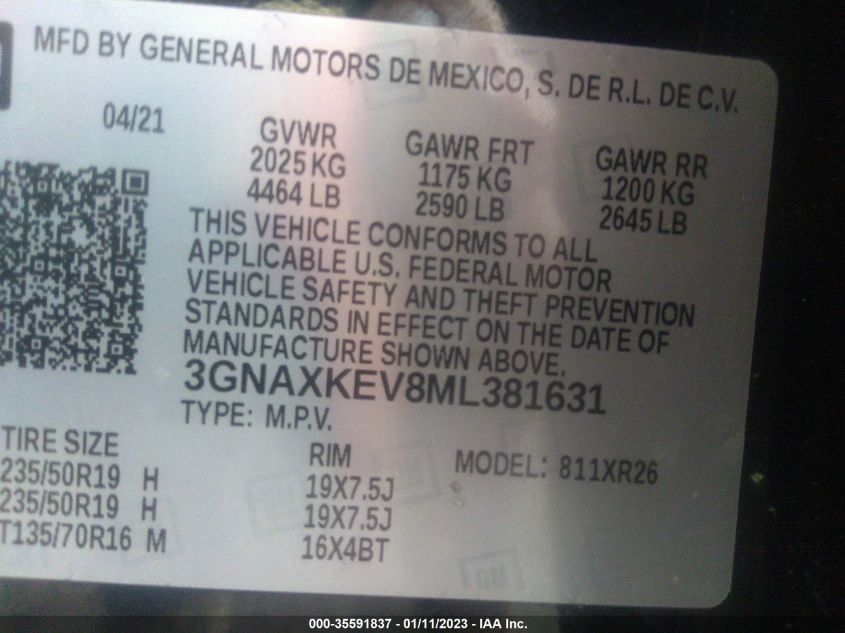 MFD BY GENERAL MOTORS DE MEXICO, S. DE R.L. DE C.V.
04/21
GVWR GAWR FRT GAWR RR
2025 KG 1175 KG 1200 KG
4464 LB 2590 LB 2645 LB
THIS VEHICLE CONFORMS TO ALL
APPLICABLE U.S. FEDERAL MOTOR
VEHICLE SAFETY AND THEFT PREVENTION
STANDARDS IN EFFECT ON THE DATE OF
MANUFACTURE SHOWN ABOVE.
3GNAXKEV8ML381631
TYPE: M.P.V.
TIRE SIZE RIM MODEL: 811XR26
235/50R19 H 19X7.5J
235/50R19 H 19X7.5J
T135/70R16 M 16X4BT
000-35591837 - 01/11/2023 - IAA Inc.